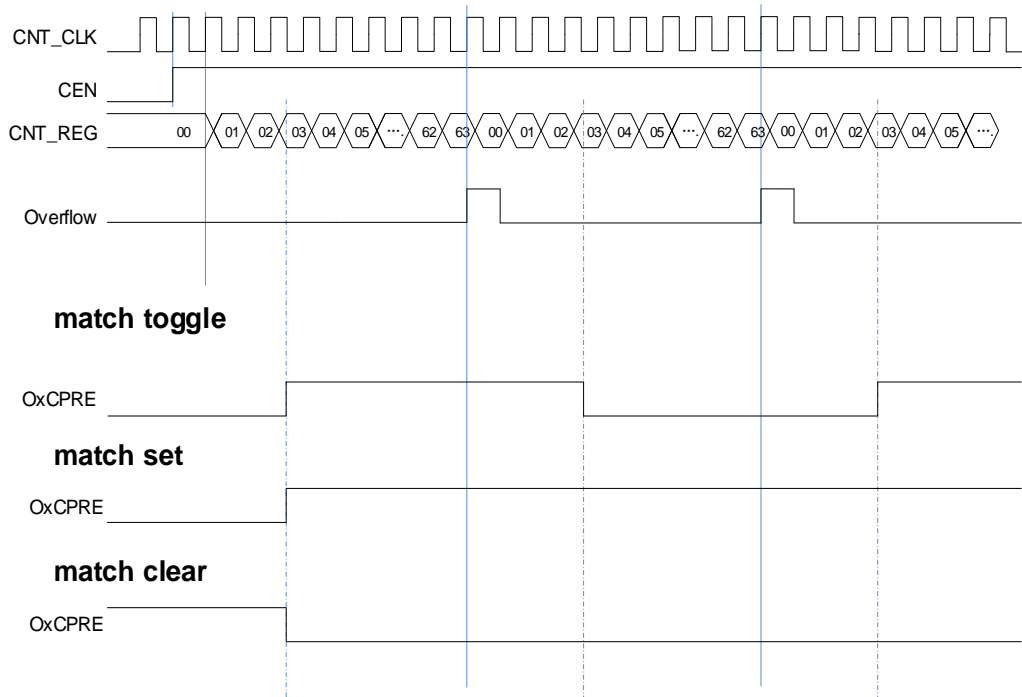 CNT_CLK
CEN
CNT_REG 00 01 02 03 04 05 ···. 62 63 00 01 02 03 04 05 ···. 62 63 00 01 02 03 04 05 ···.
Overflow
match toggle
OxCPRE
match set
OxCPRE
match clear
OxCPRE